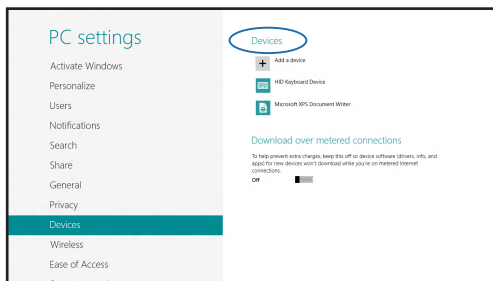 PC settings
Activate Windows
Personalize
Users
Notifications
Search
Share
General
Privacy
Devices
Wireless
Ease of Access
Devices
Add a device
HID Keyboard Device
Microsoft XPS Document Writer
Download over metered connections
To help prevent extra charges, keep this off so device software (drivers, info, and
apps) for new devices won't download while you're on metered Internet
connections.
Off